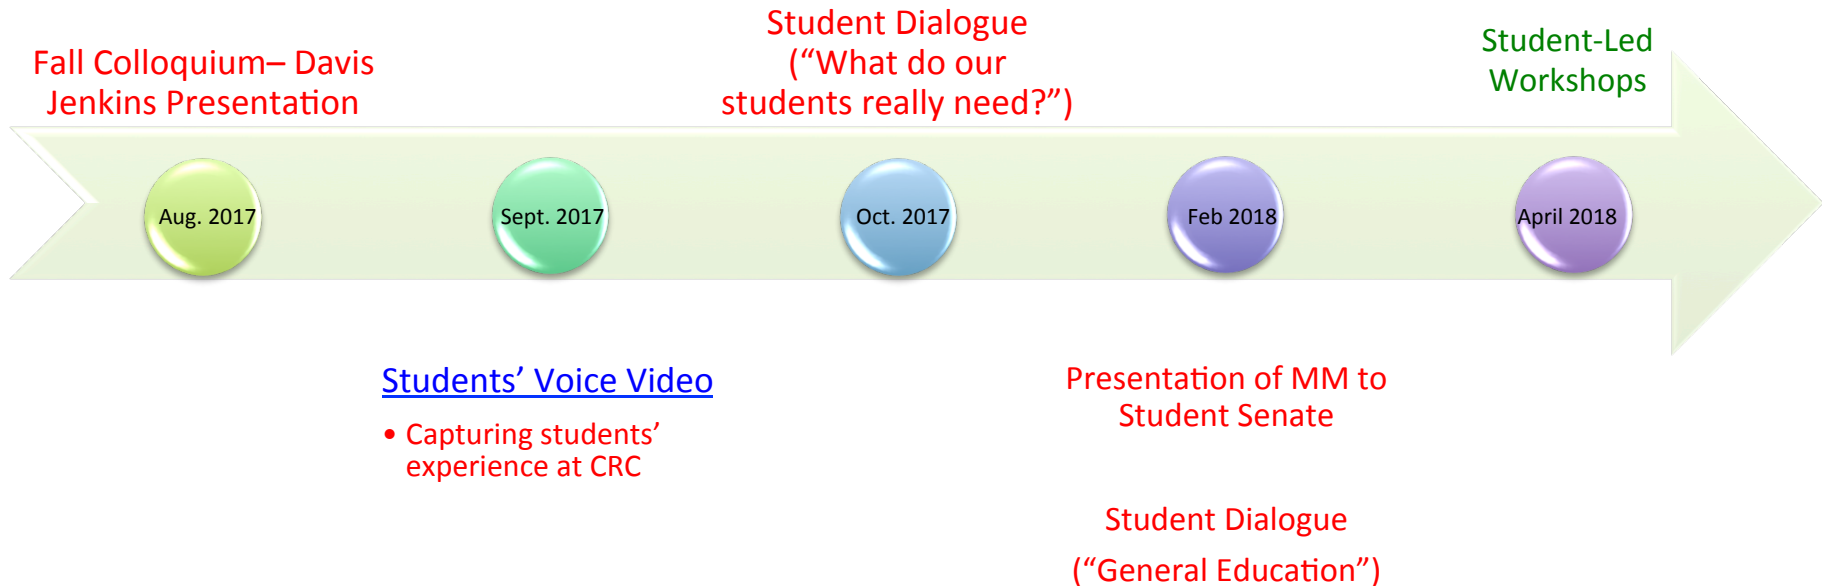 Fall Colloquium– Davis
Jenkins Presentation
Student Dialogue
(“What do our
students really need?”)
Student-Led
Workshops
Aug. 2017
Sept. 2017
Oct. 2017
Feb 2018
April 2018
Students’ Voice Video
• Capturing students’
experience at CRC
Presentation of MM to
Student Senate
Student Dialogue
(“General Education”)